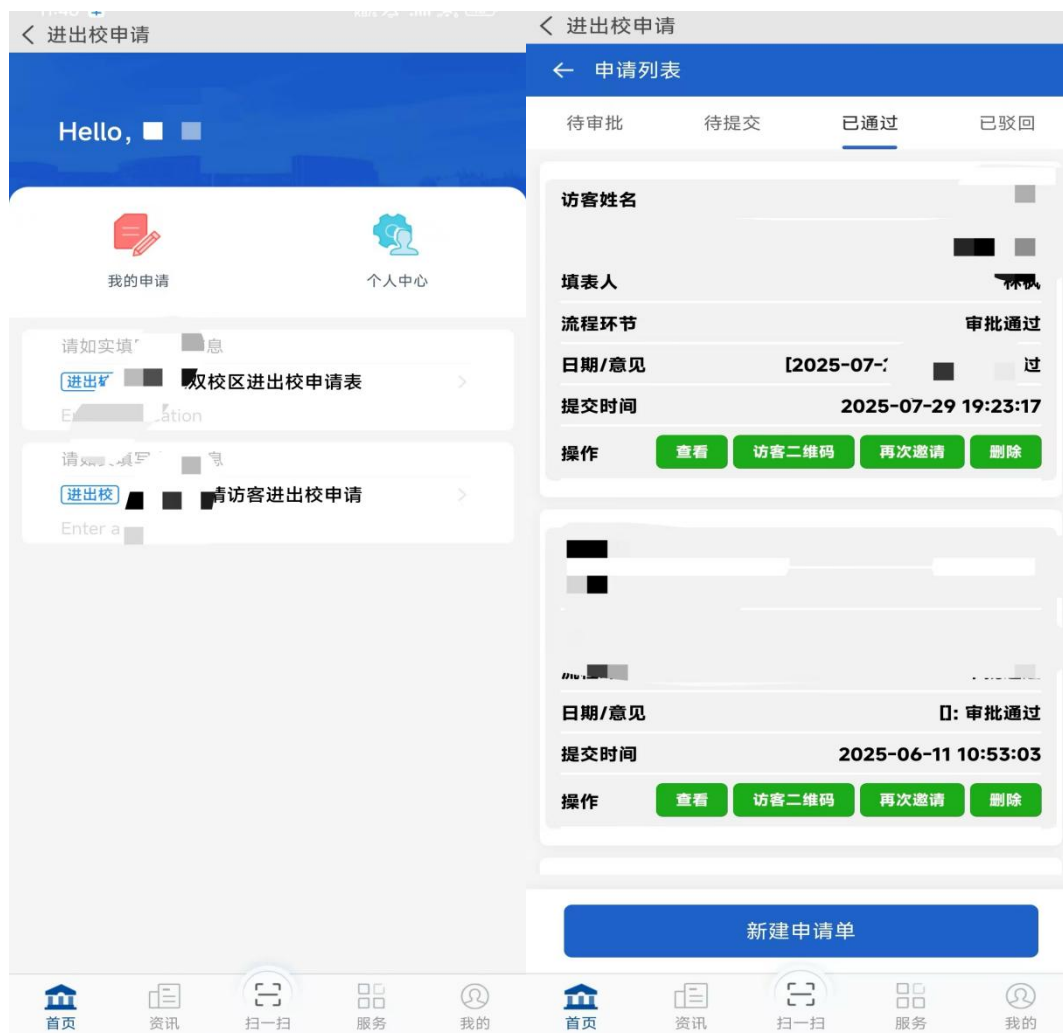 进出校申请
Hello,
我的申请
个人中心
请如实填
息
双校区进出校申请表
ation
进出校
访客进出校申请
Enter a
首页
资讯
扫一扫
服务
我的
进出校申请
申请列表
待审批
待提交
已通过
已驳回
访客姓名
填表人
流程环节
审批通过
日期/意见
[2025-07-
过
提交时间
2025-07-29 19:23:17
操作
查看
访客二维码
再次邀请
删除
日期/意见
[]: 审批通过
提交时间
2025-06-11 10:53:03
操作
查看
访客二维码
再次邀请
删除
新建申请单
首页
资讯
扫一扫
服务
我的